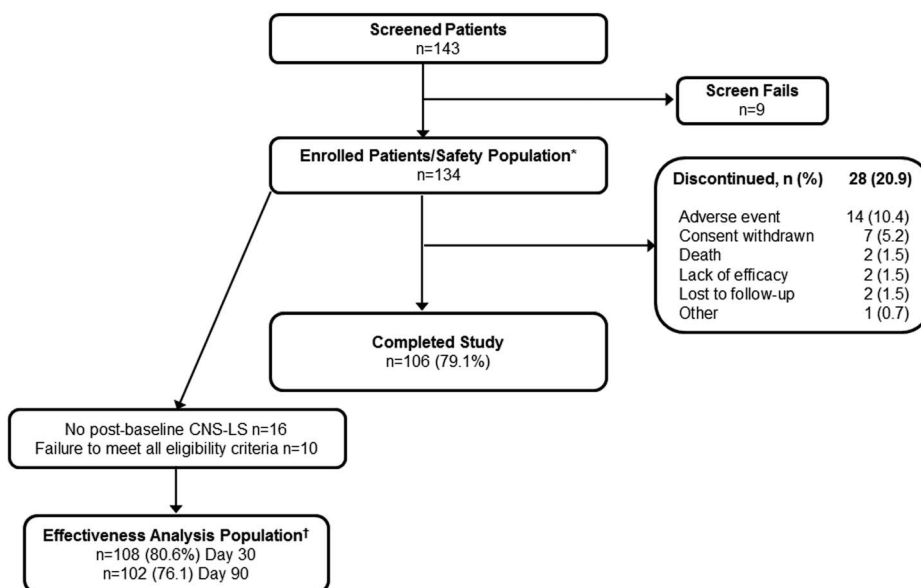 Screened Patients
n=143
Screen Fails
n=9
Enrolled Patients/Safety Population*
n=134
Discontinued, n (%) 28 (20.9)
Adverse event 14 (10.4)
Consent withdrawn 7 (5.2)
Death 2 (1.5)
Lack of efficacy 2 (1.5)
Lost to follow-up 2 (1.5)
Other 1 (0.7)
Completed Study
n=106 (79.1%)
No post-baseline CNS-LS n=16
Failure to meet all eligibility criteria n=10
Effectiveness Analysis Population†
n=108 (80.6%) Day 30
n=102 (76.1) Day 90